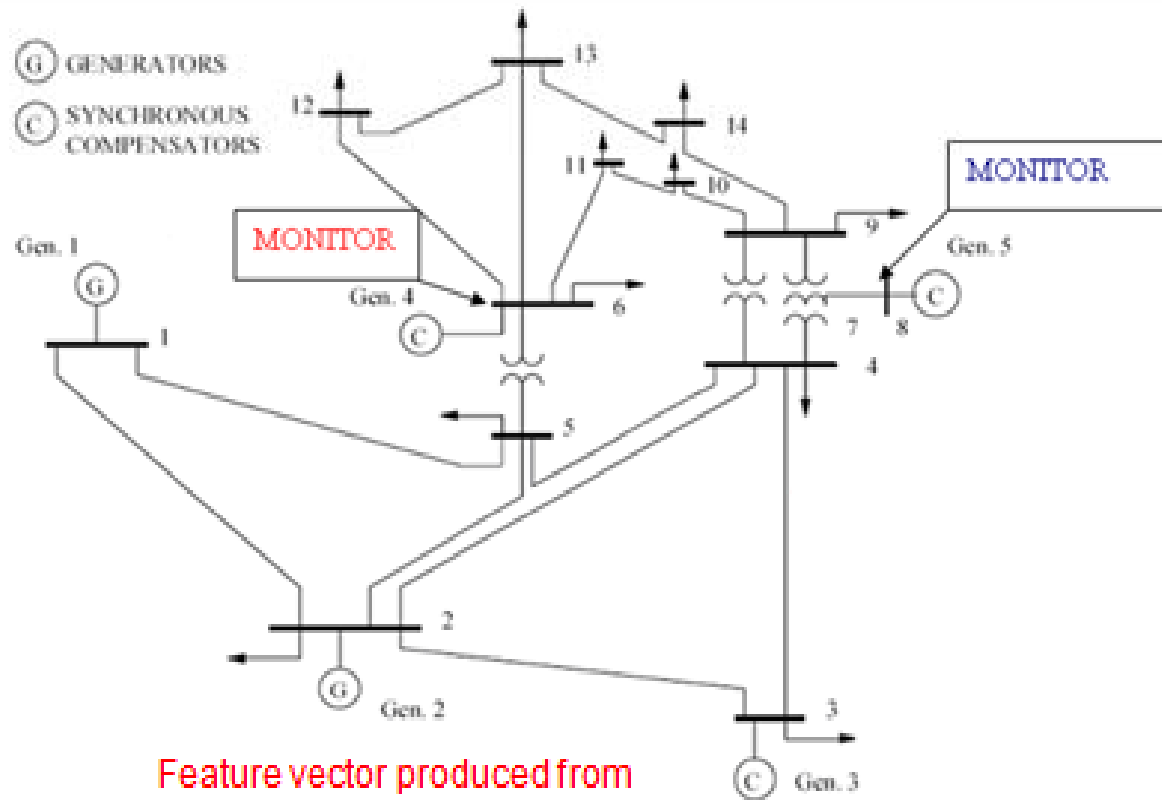 13
G GENERATORS
12
C SYNCHRONOUS
COMPENSATORS
14
11
10
MONITOR
MONITOR
9
Gen. 1
Gen. 5
G
Gen. 4
6
C
C
7
8
1
4
5
2
G
Gen. 2
3
C
Gen. 3
Feature vector produced from